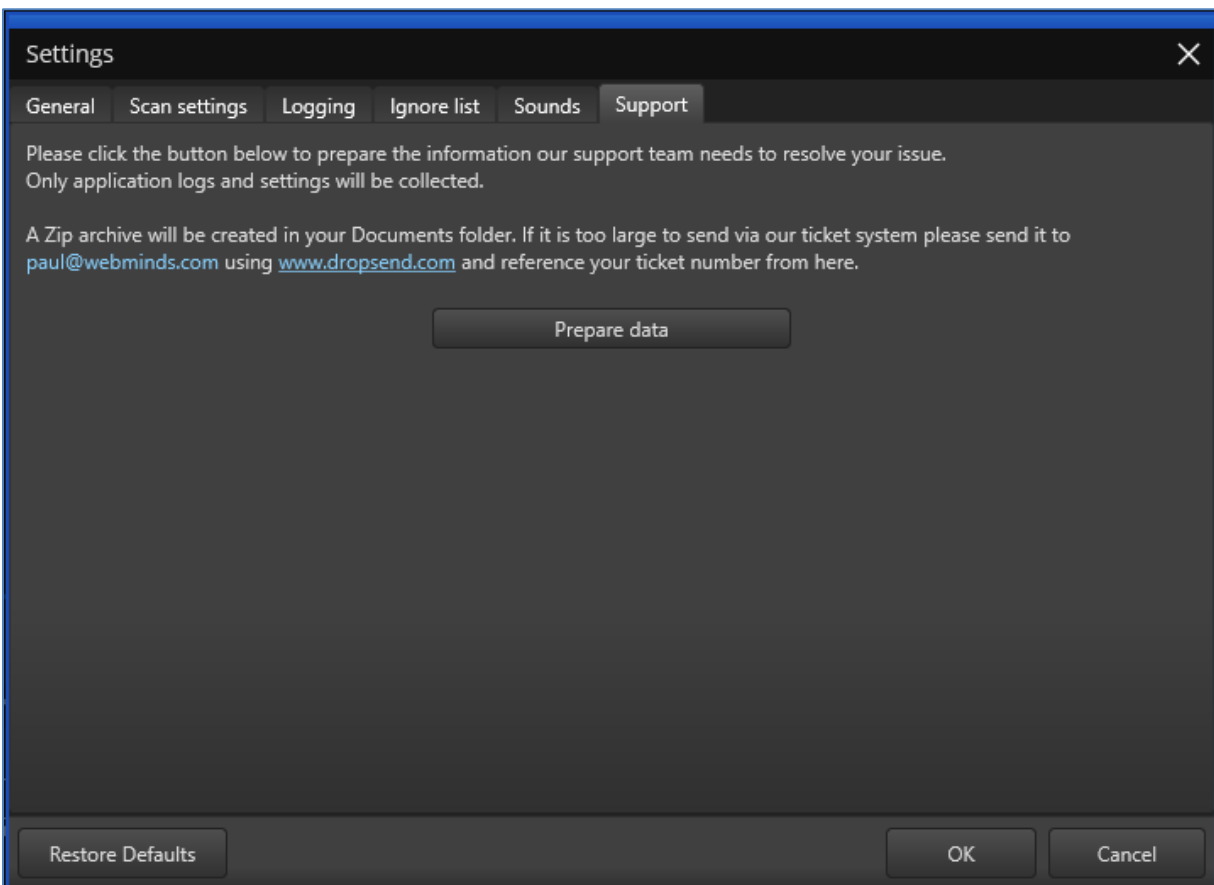 Settings
General Scan settings Logging Ignore list Sounds Support
Please click the button below to prepare the information our support team needs to resolve your issue.
Only application logs and settings will be collected.
A Zip archive will be created in your Documents folder. If it is too large to send via our ticket system please send it to
paul@webminds.com using www.dropsend.com and reference your ticket number from here.
Prepare data
Restore Defaults OK Cancel